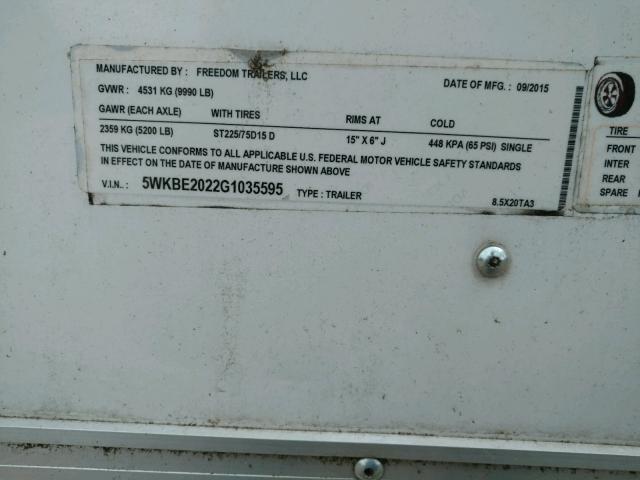 MANUFACTURED BY : FREEDOM TRAILERS, LLC
DATE OF MFG. : 09/2015
GVWR : 4531 KG (9990 LB)
GAWR (EACH AXLE) WITH TIRES RIMS AT COLD
2359 KG (5200 LB) ST225/75D15 D 15" X 6" J 448 KPA (65 PSI) SINGLE
THIS VEHICLE CONFORMS TO ALL APPLICABLE U.S. FEDERAL MOTOR VEHICLE SAFETY STANDARDS
IN EFFECT ON THE DATE OF MANUFACTURE SHOWN ABOVE
V.I.N.. : 5WKBE2022G1035595 TYPE : TRAILER 8.5X20TA3
TIRE
FRONT
INTER
REAR
SPARE